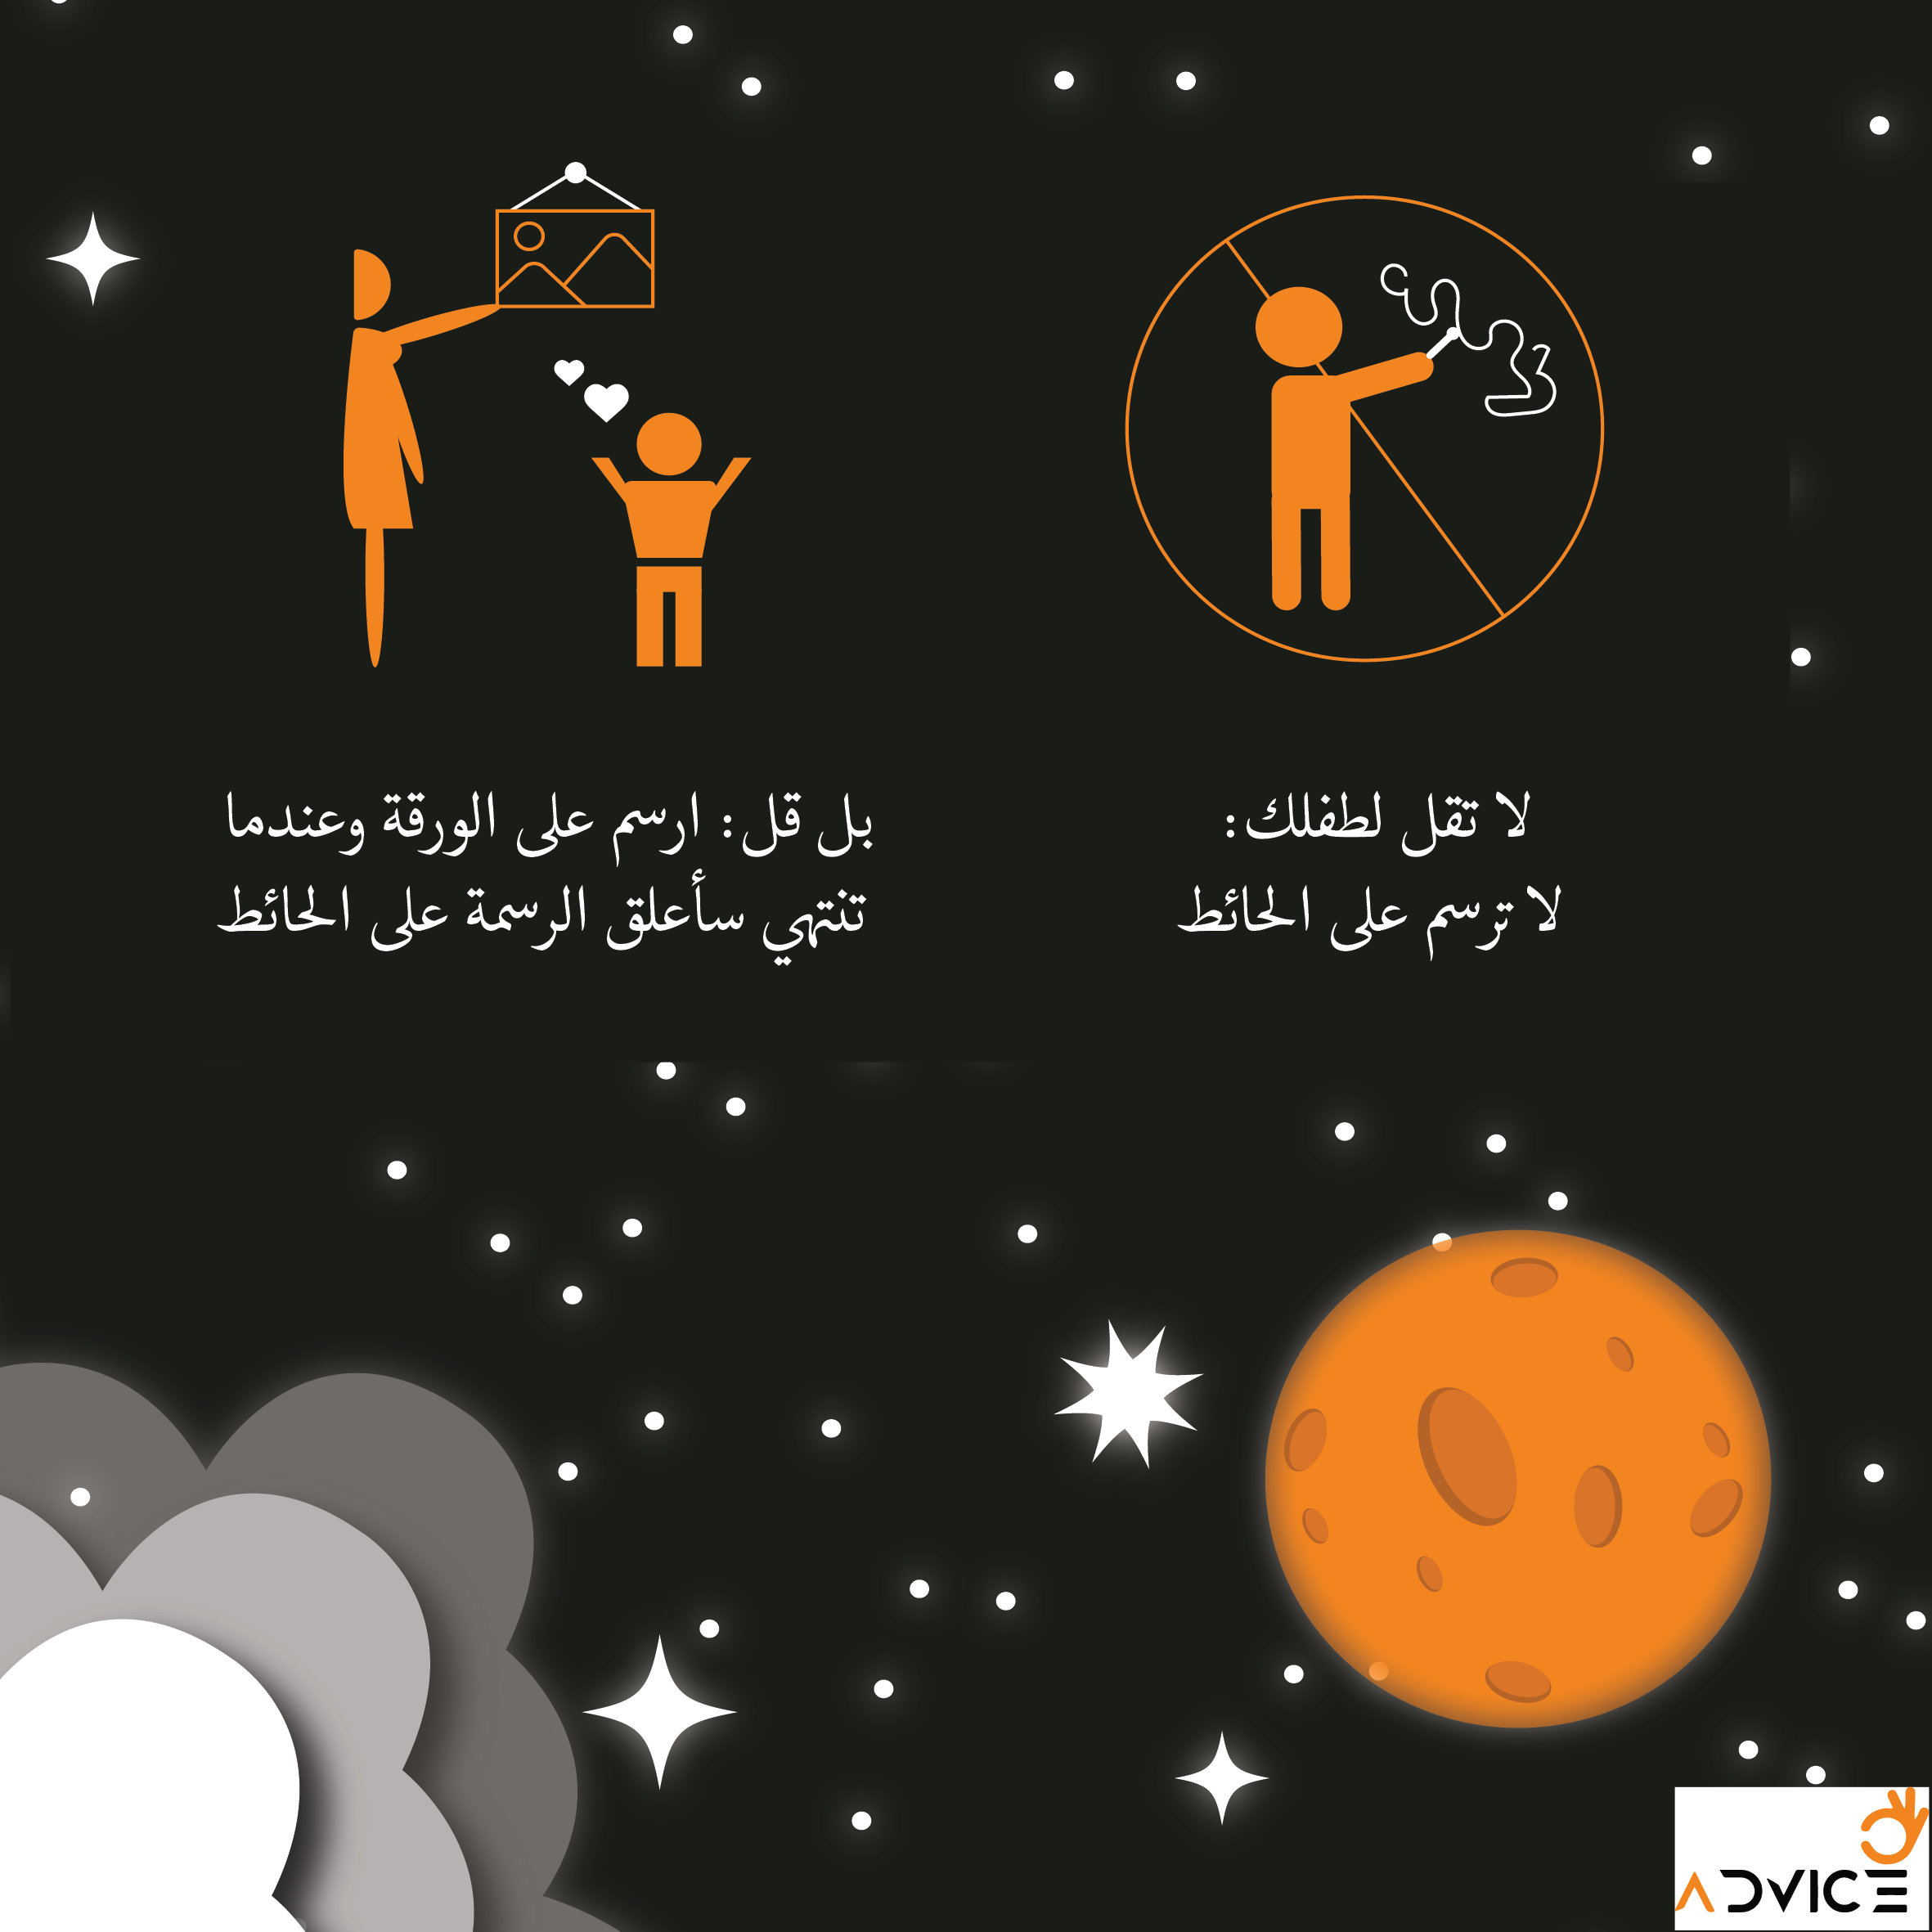 لا تقل لطفلك:
لا ترسم على الحائط
بل قل: ارسم على الورقة وعندما
تنتهي سأعلق الرسمة على الحائط
ADVICE